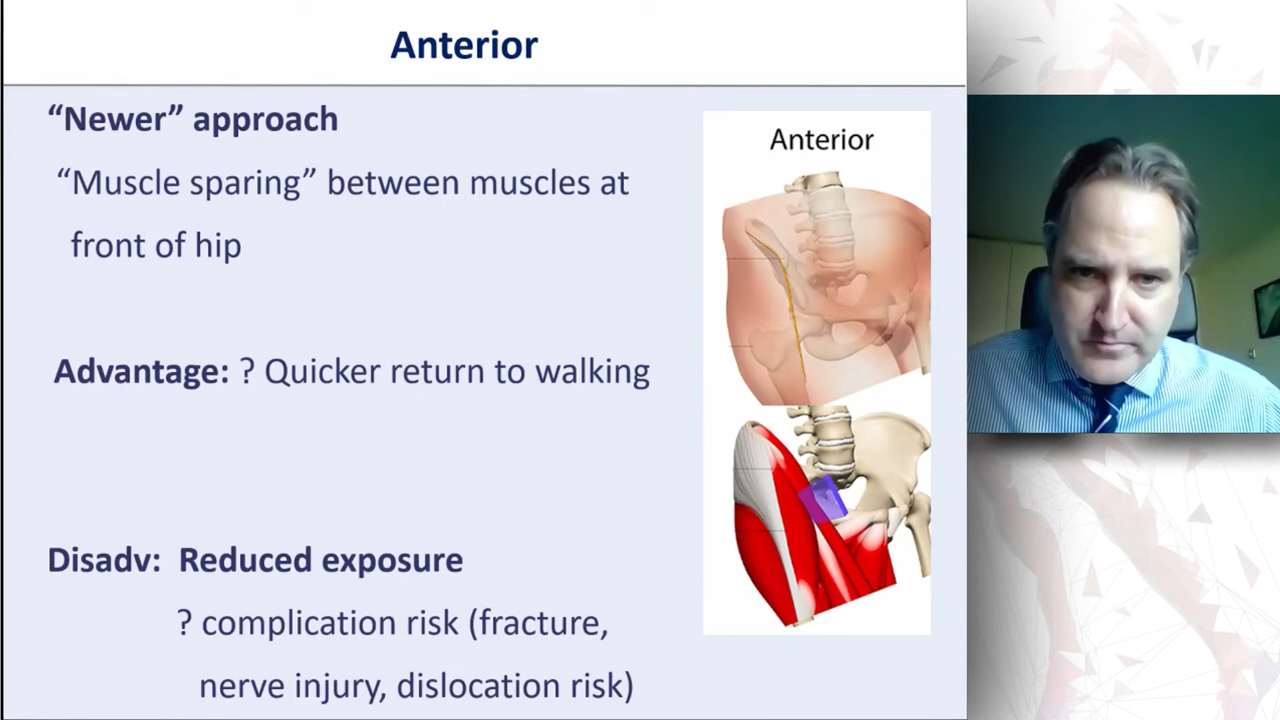 Anterior
“Newer” approach
“Muscle sparing” between muscles at
front of hip
Advantage: ? Quicker return to walking
Disadv: Reduced exposure
? complication risk (fracture,
nerve injury, dislocation risk)
Anterior